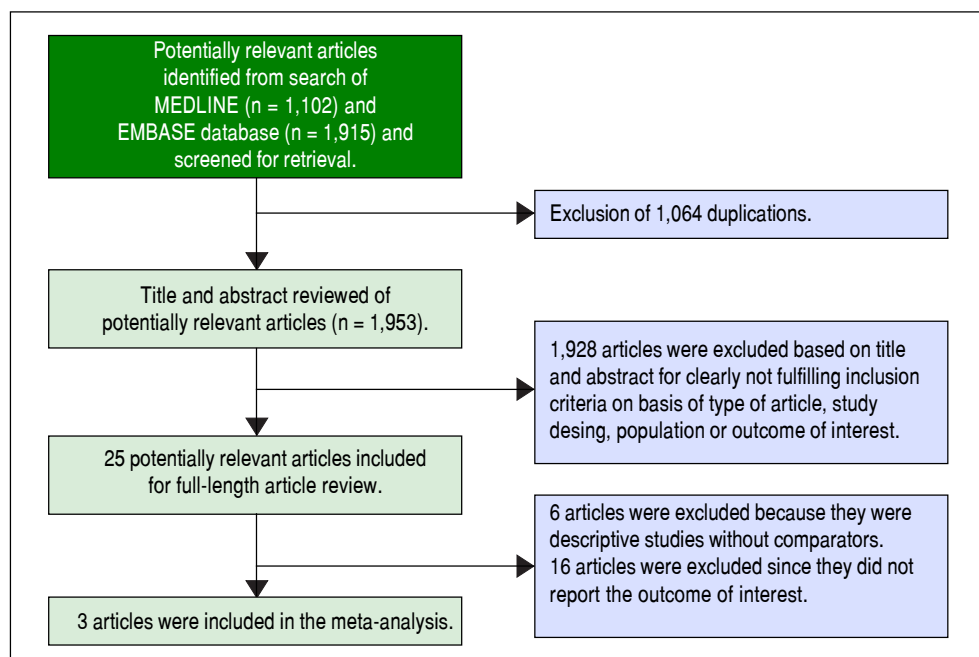 Potentially relevant articles
identified from search of
MEDLINE (n = 1,102) and
EMBASE database (n = 1,915) and
screened for retrieval.
Exclusion of 1,064 duplications.
Title and abstract reviewed of
potentially relevant articles (n = 1,953).
1,928 articles were excluded based on title
and abstract for clearly not fulfilling inclusion
criteria on basis of type of article, study
desing, population or outcome of interest.
25 potentially relevant articles included
for full-length article review.
6 articles were excluded because they were
descriptive studies without comparators.
16 articles were excluded since they did not
report the outcome of interest.
3 articles were included in the meta-analysis.